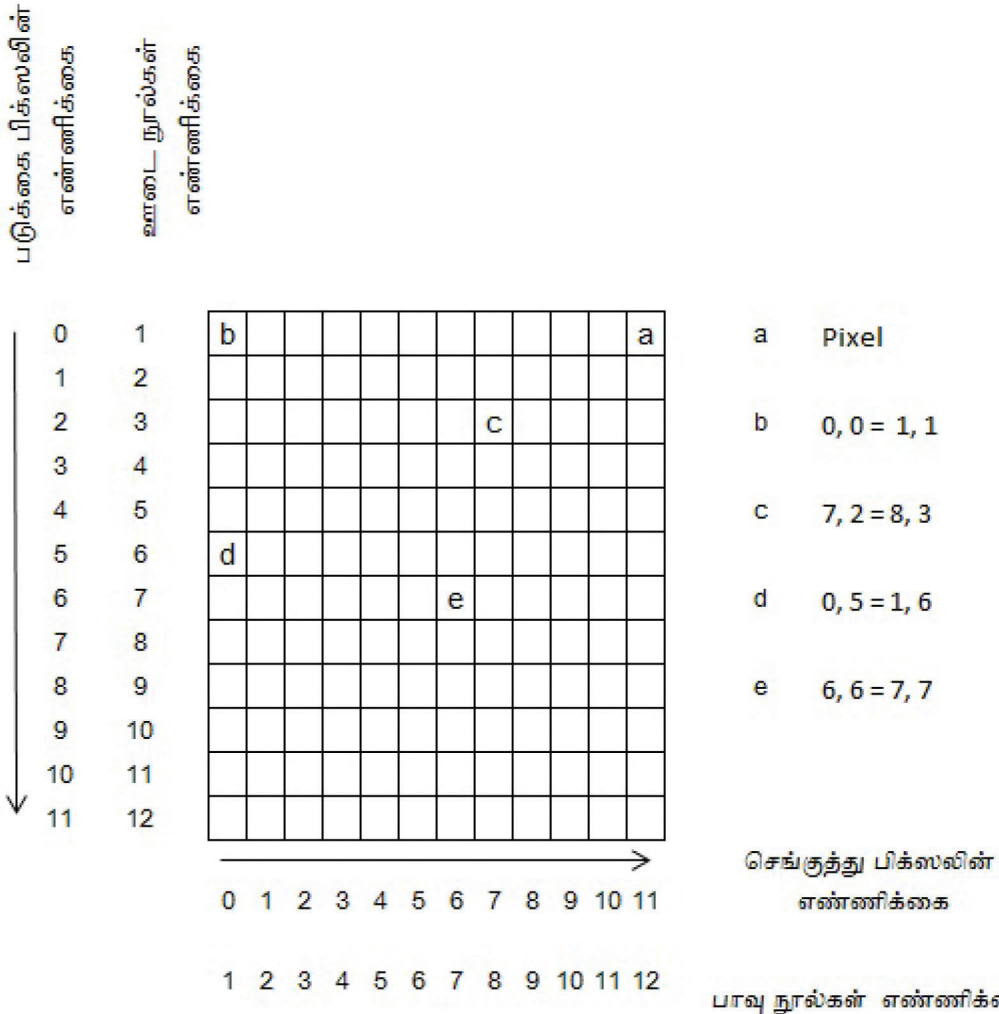 படுக்கை பிக்ஸலின்
எண்ணிக்கை
ஊடை நூல்கள்
எண்ணிக்கை
0 1 b a a Pixel
1 2
2 3 c b 0, 0 = 1, 1
3 4
4 5 c 7, 2 = 8, 3
5 6 d
6 7 e d 0, 5 = 1, 6
7 8
8 9 e 6, 6 = 7, 7
9 10
10 11
11 12
செங்குத்து பிக்ஸலின்
எண்ணிக்கை
0 1 2 3 4 5 6 7 8 9 10 11
1 2 3 4 5 6 7 8 9 10 11 12
பாவு நூல்கள்